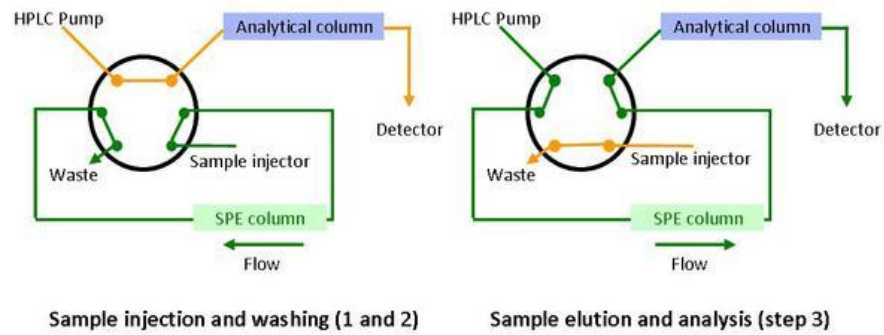 HPLC Pump
Analytical column
Detector
Sample injector
Waste
SPE column
Flow
Sample injection and washing (1 and 2)
HPLC Pump
Analytical column
Detector
Sample injector
Waste
SPE column
Flow
Sample elution and analysis (step 3)